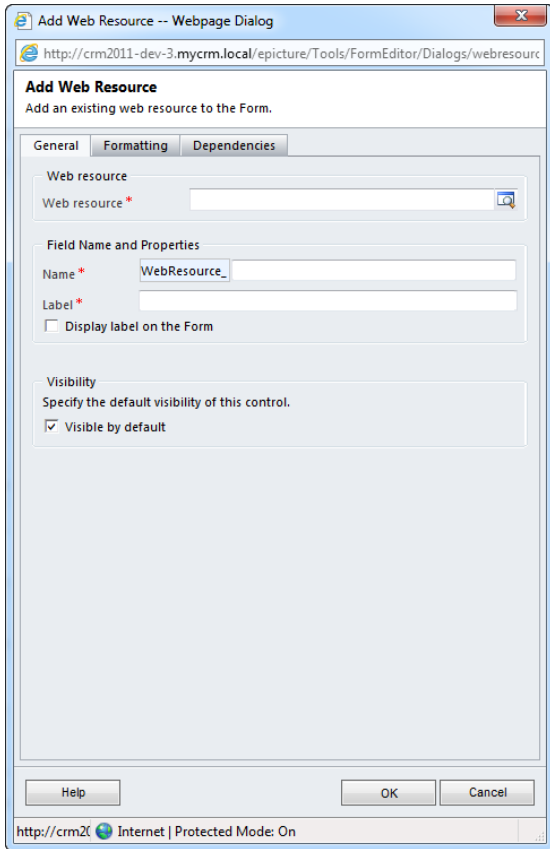 Add Web Resource -- Webpage Dialog
http://crm2011-dev-3.mycrm.local/epicture/Tools/FormEditor/Dialogs/webresourc
Add Web Resource
Add an existing web resource to the Form.
General Formatting Dependencies
Web resource
Web resource *
Field Name and Properties
Name * WebResource_
Label *
Display label on the Form
Visibility
Specify the default visibility of this control.
Visible by default
Help OK Cancel
http://crm2( Internet | Protected Mode: On